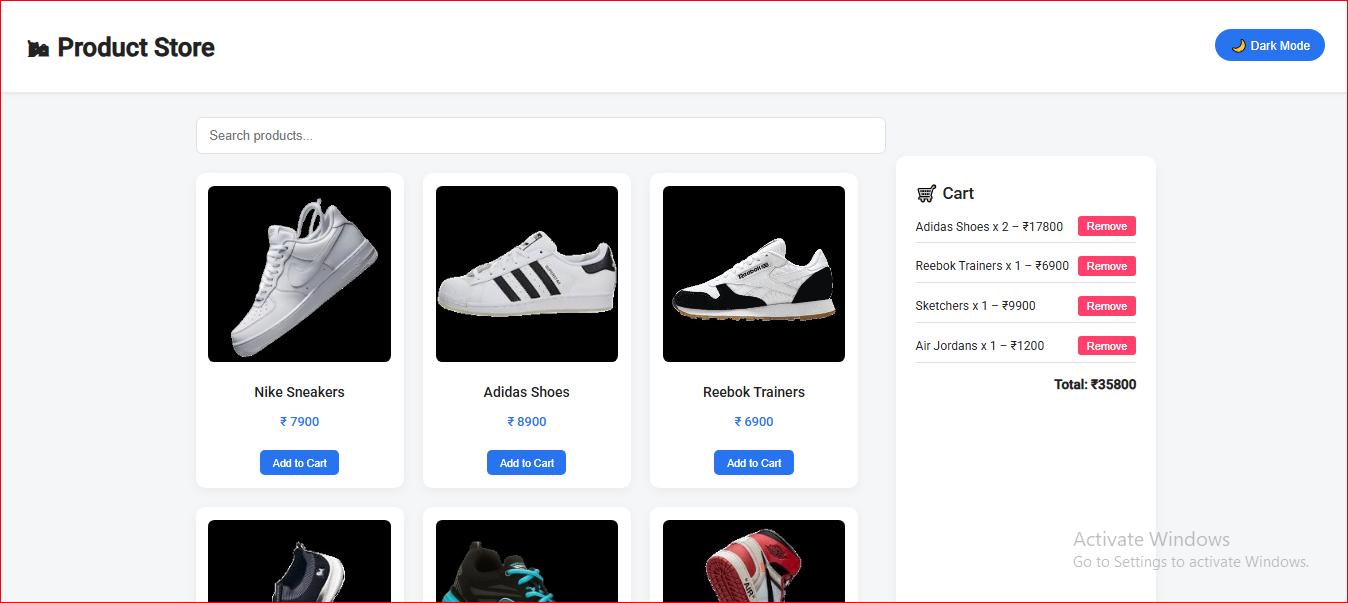 Product Store
🌙 Dark Mode
Search products...
Nike Sneakers
₹ 7900
Add to Cart
Adidas Shoes
₹ 8900
Add to Cart
Reebok Trainers
₹ 6900
Add to Cart
🛒 Cart
Adidas Shoes x 2 – ₹17800 Remove
Reebok Trainers x 1 – ₹6900 Remove
Sketchers x 1 – ₹9900 Remove
Air Jordans x 1 – ₹1200 Remove
Total: ₹35800
Activate Windows
Go to Settings to activate Windows.